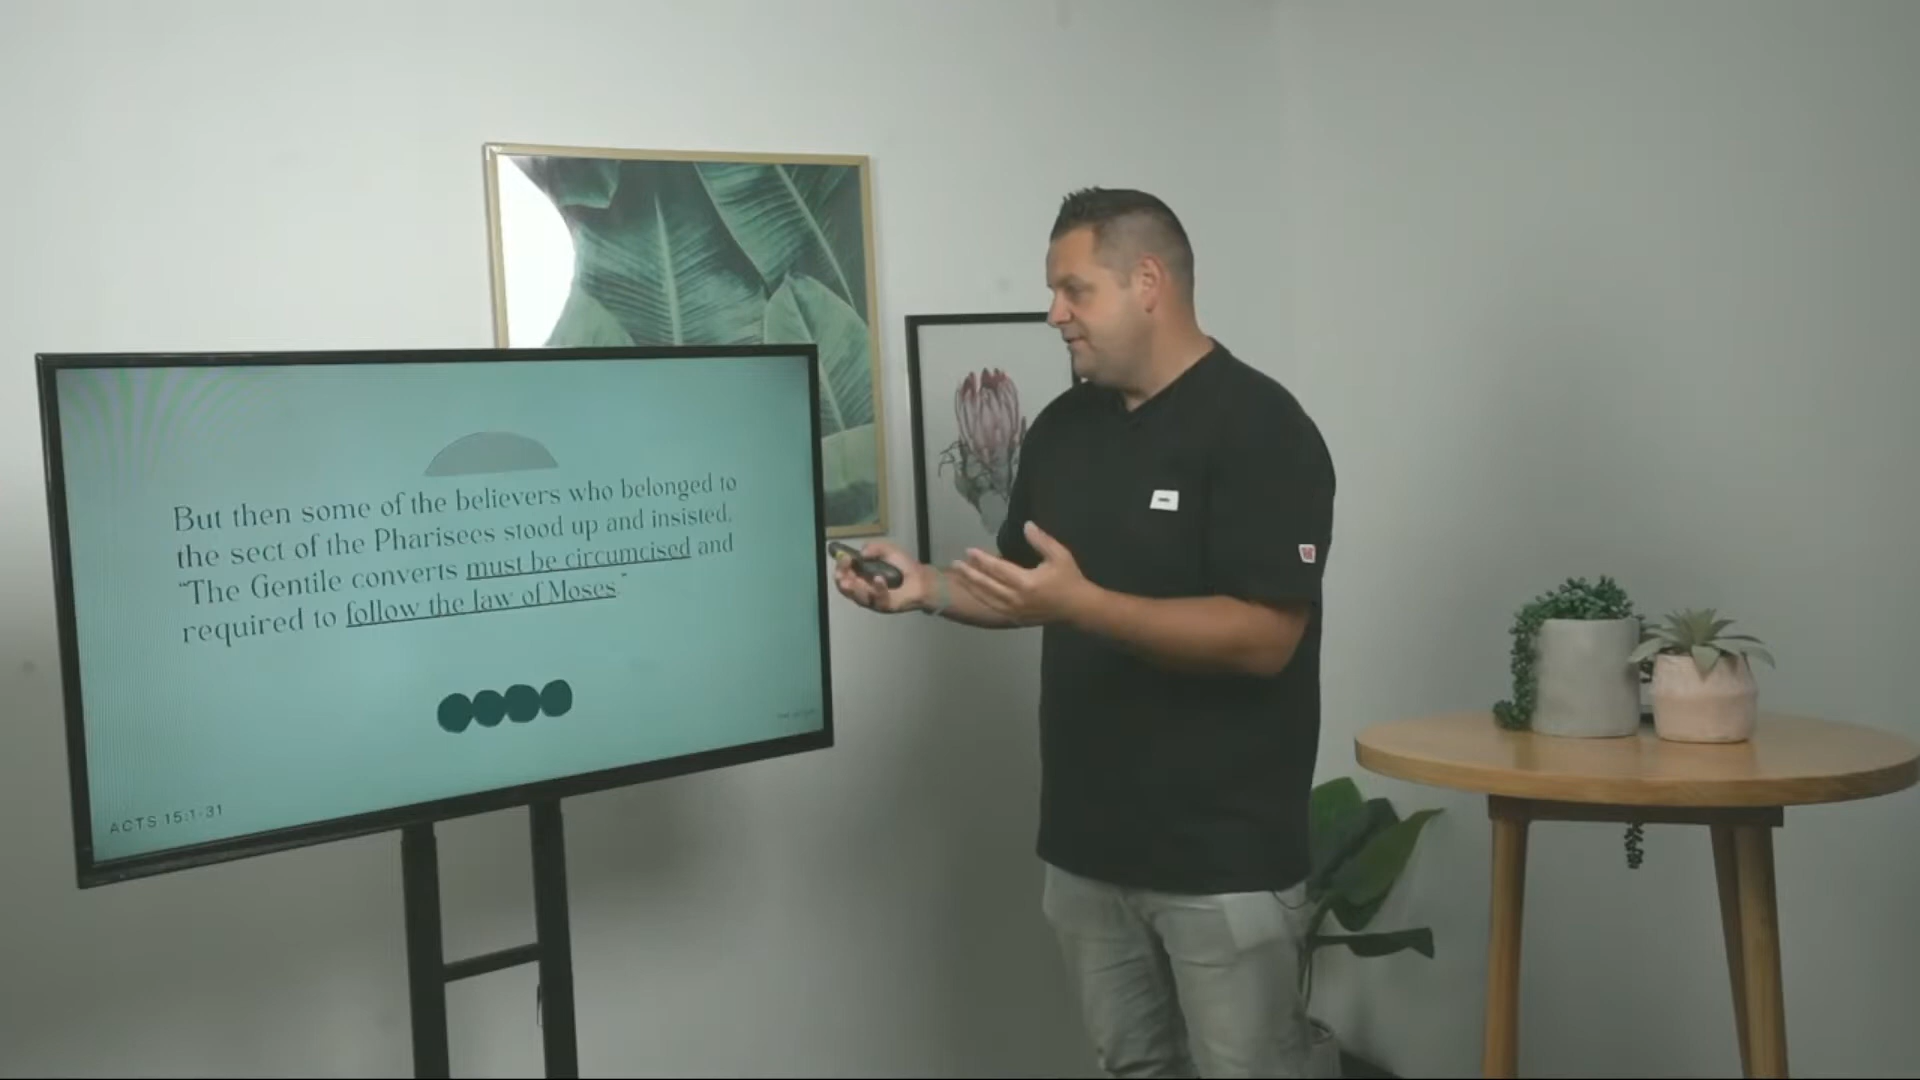 But then some of the believers who belonged to
the sect of the Pharisees stood up and insisted,
“The Gentile converts must be circumcised and
required to follow the law of Moses.”
ACTS 15:1-31